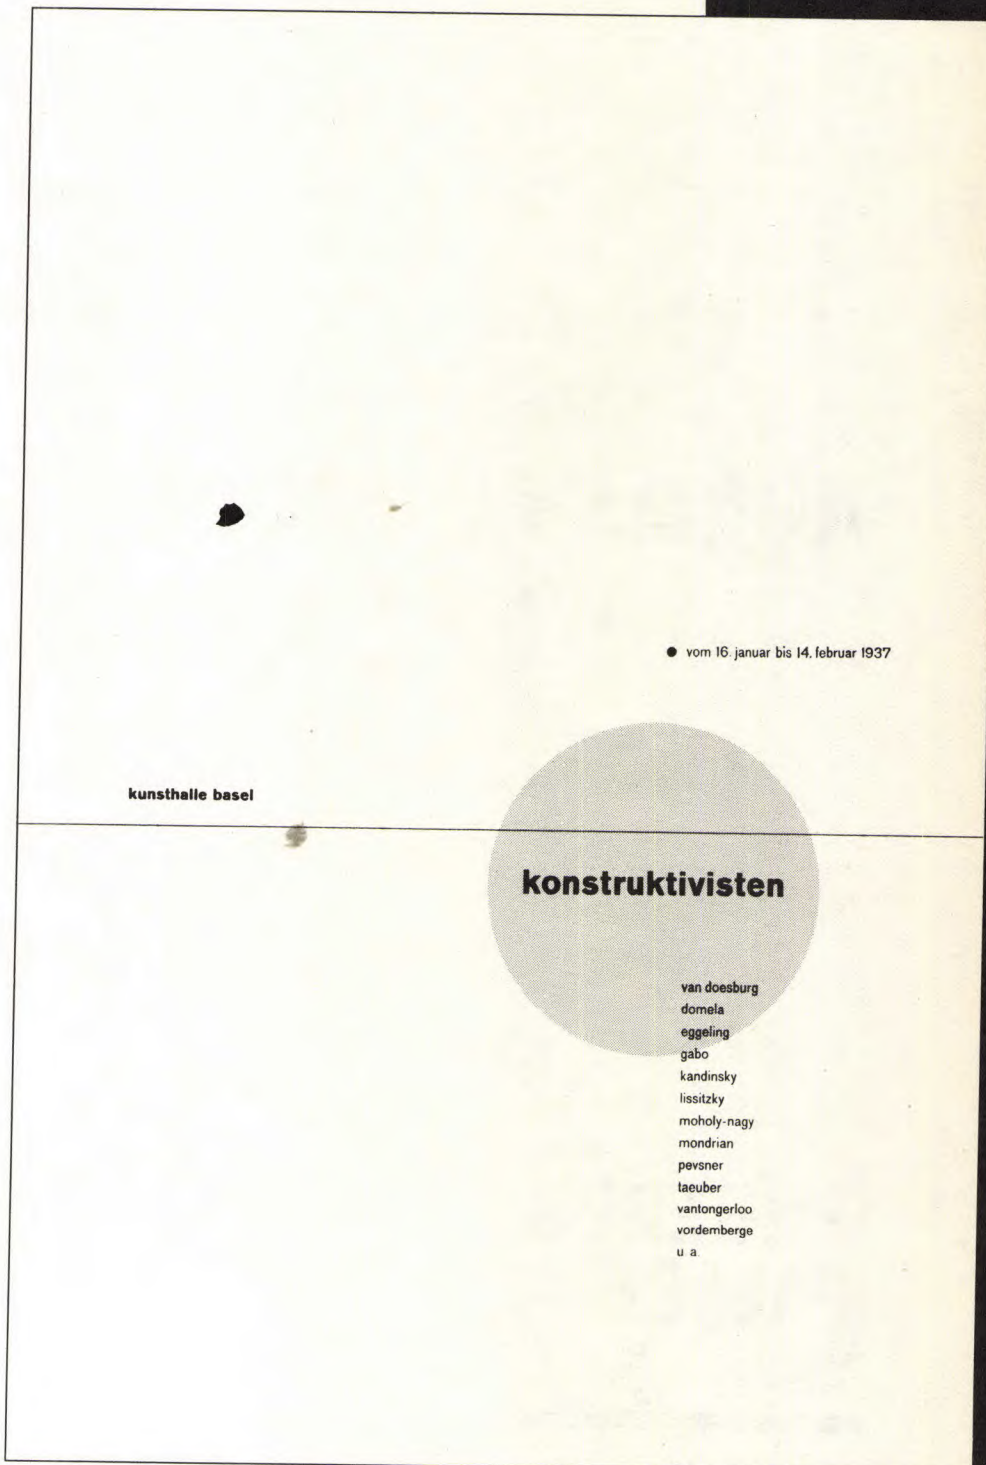 vom 16. januar bis 14. februar 1937
kunsthalle basel
konstruktivisten
van doesburg
domela
eggeling
gabo
kandinsky
lissitzky
moholy-nagy
mondrian
pevsner
taeuber
vantongerloo
vordemberge
u a